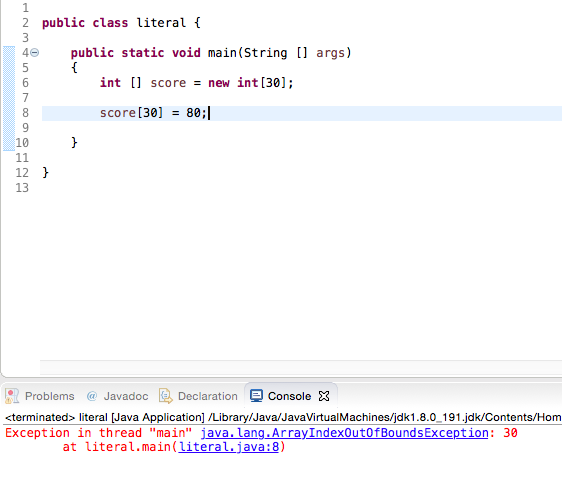 1
2 public class literal {
3
4 public static void main(String [] args)
5 {
6 int [] score = new int[30];
7
8 score[30] = 80;
9
10 }
11
12 }
13
Problems @ Javadoc Declaration Console
<terminated> literal [Java Application] /Library/Java/JavaVirtualMachines/jdk1.8.0_191.jdk/Contents/Hom
Exception in thread "main" java.lang.ArrayIndexOutOfBoundsException: 30
at literal.main(literal.java:8)